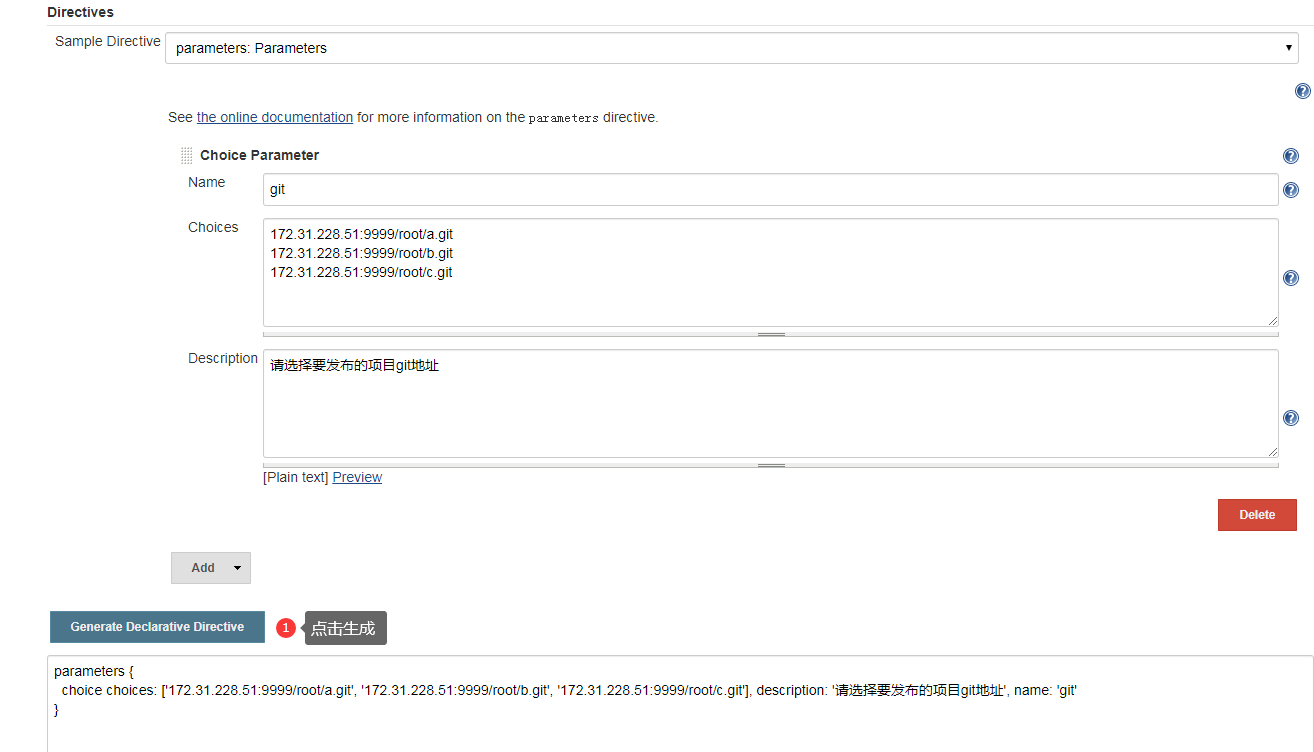 Directives
Sample Directive parameters: Parameters
See the online documentation for more information on the parameters directive.
Choice Parameter
Name git
Choices 172.31.228.51:9999/root/a.git
172.31.228.51:9999/root/b.git
172.31.228.51:9999/root/c.git
Description 请选择要发布的项目git地址
[Plain text] Preview
Delete
Add
Generate Declarative Directive 1 点击生成
parameters {
choice choices: ['172.31.228.51:9999/root/a.git', '172.31.228.51:9999/root/b.git', '172.31.228.51:9999/root/c.git'], description: '请选择要发布的项目git地址', name: 'git'
}